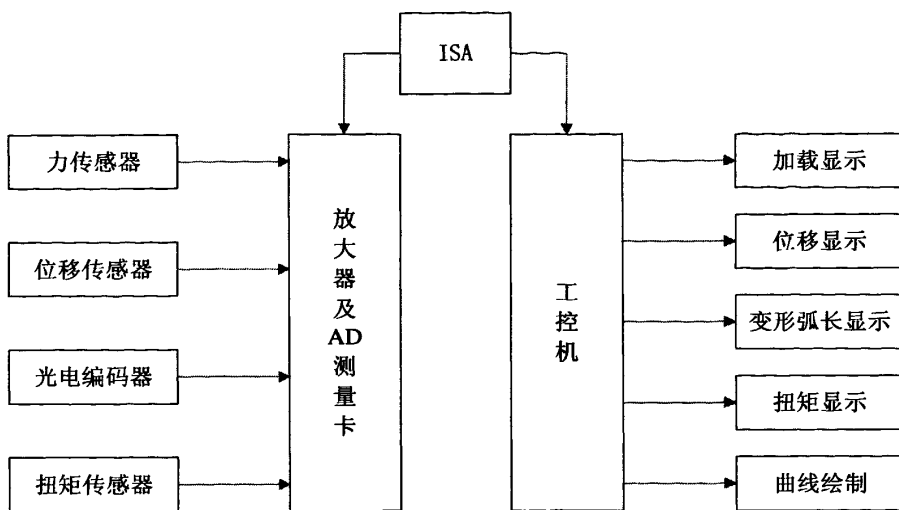 ISA
力传感器
位移传感器
光电编码器
扭矩传感器
放
大
器
及
AD
测
量
卡
工
控
机
加载显示
位移显示
变形弧长显示
扭矩显示
曲线绘制